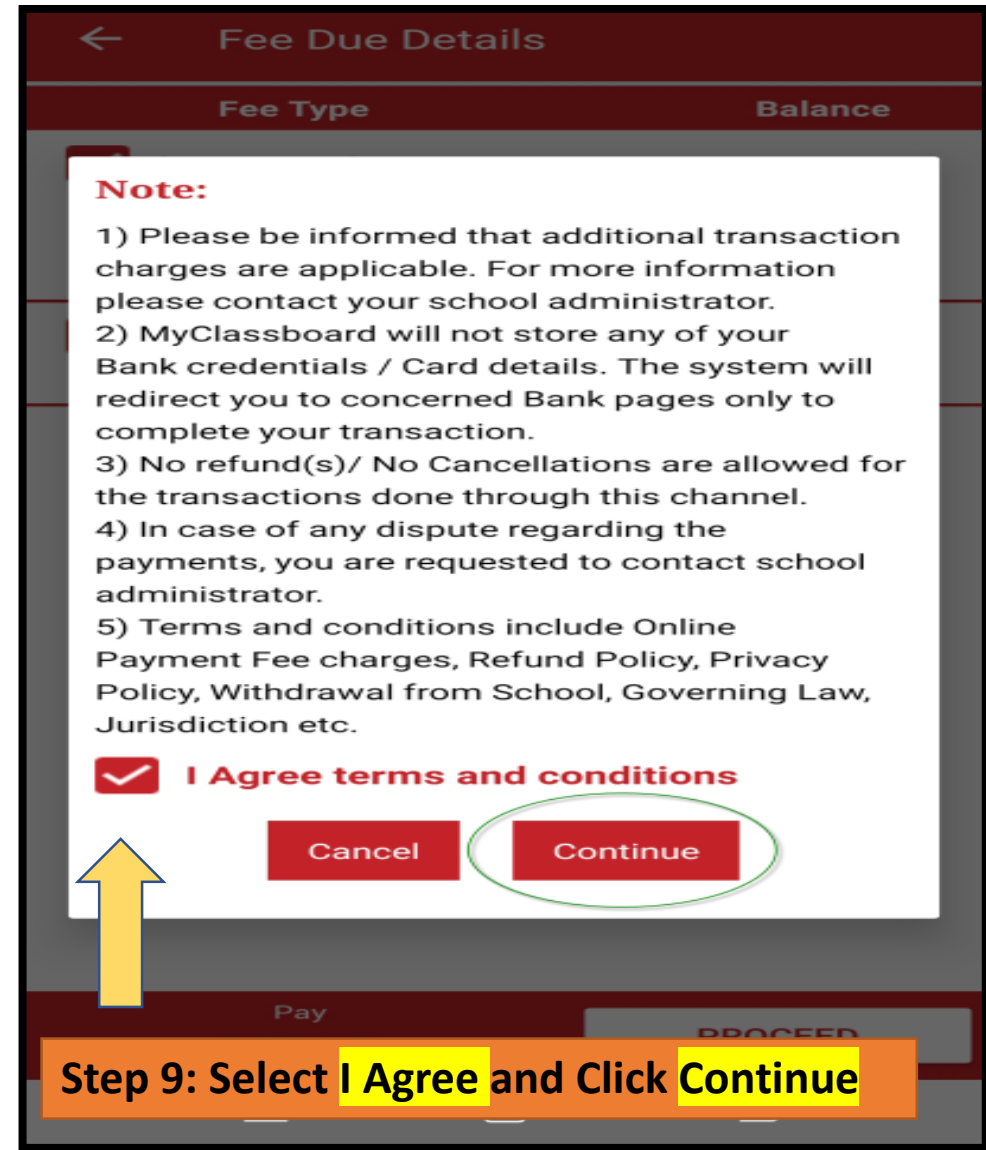 Fee Due Details
Fee Type Balance
Note:
1) Please be informed that additional transaction
charges are applicable. For more information
please contact your school administrator.
2) MyClassboard will not store any of your
Bank credentials / Card details. The system will
redirect you to concerned Bank pages only to
complete your transaction.
3) No refund(s)/ No Cancellations are allowed for
the transactions done through this channel.
4) In case of any dispute regarding the
payments, you are requested to contact school
administrator.
5) Terms and conditions include Online
Payment Fee charges, Refund Policy, Privacy
Policy, Withdrawal from School, Governing Law,
Jurisdiction etc.
I Agree terms and conditions
Cancel Continue
Pay
PROCEED
Step 9: Select I Agree and Click Continue